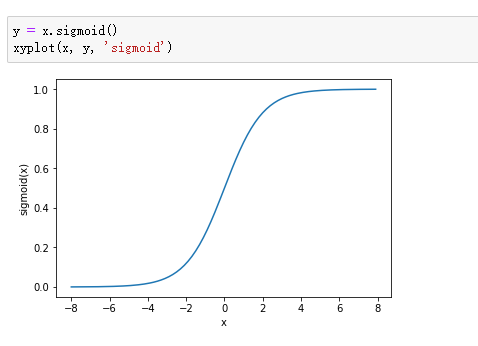 y = x.sigmoid()
xyplot(x, y, 'sigmoid')
1.0
0.8
0.6
0.4
0.2
0.0
sigmoid(x)
−8 −6 −4 −2 0 2 4 6 8
x